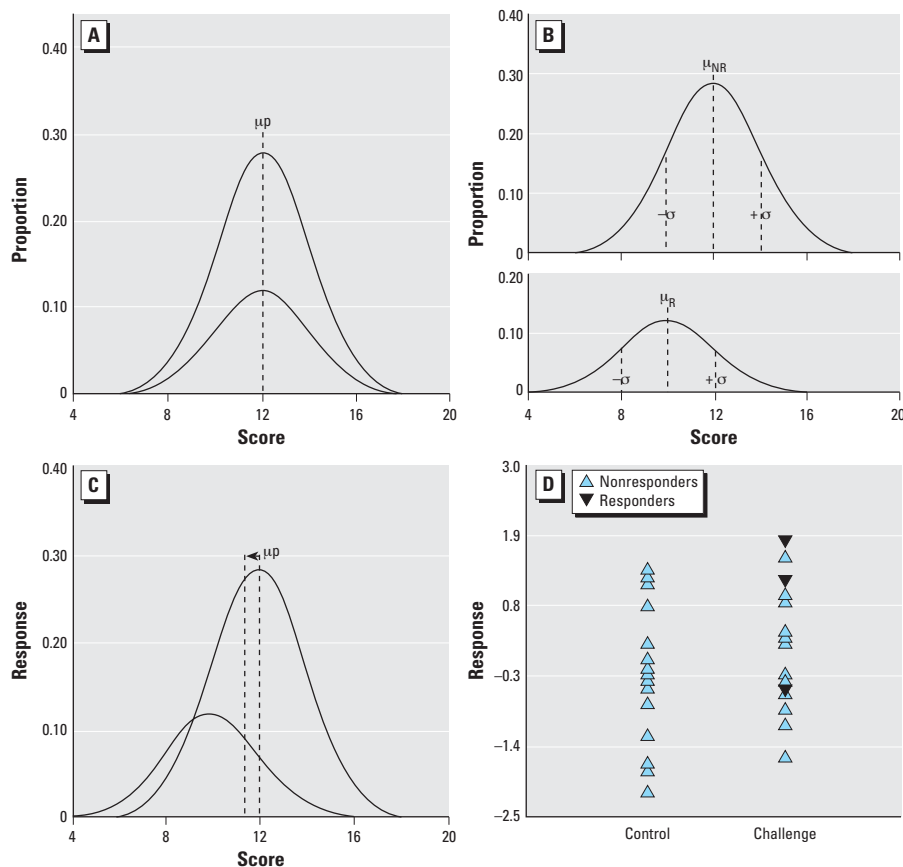 A
0.40
0.30
0.20
0.10
0
Proportion
μp
4 8 12 16 20
Score
B
0.40
0.30
0.20
0.10
0
Proportion
μNR
–σ +σ
0.20
0.10
0
μR
–σ +σ
4 8 12 16 20
Score
C
0.40
0.30
0.20
0.10
0
Response
μp
4 8 12 16 20
Score
D
Nonresponders
Responders
3.0
1.9
0.8
–0.3
–1.4
–2.5
Response
Control Challenge